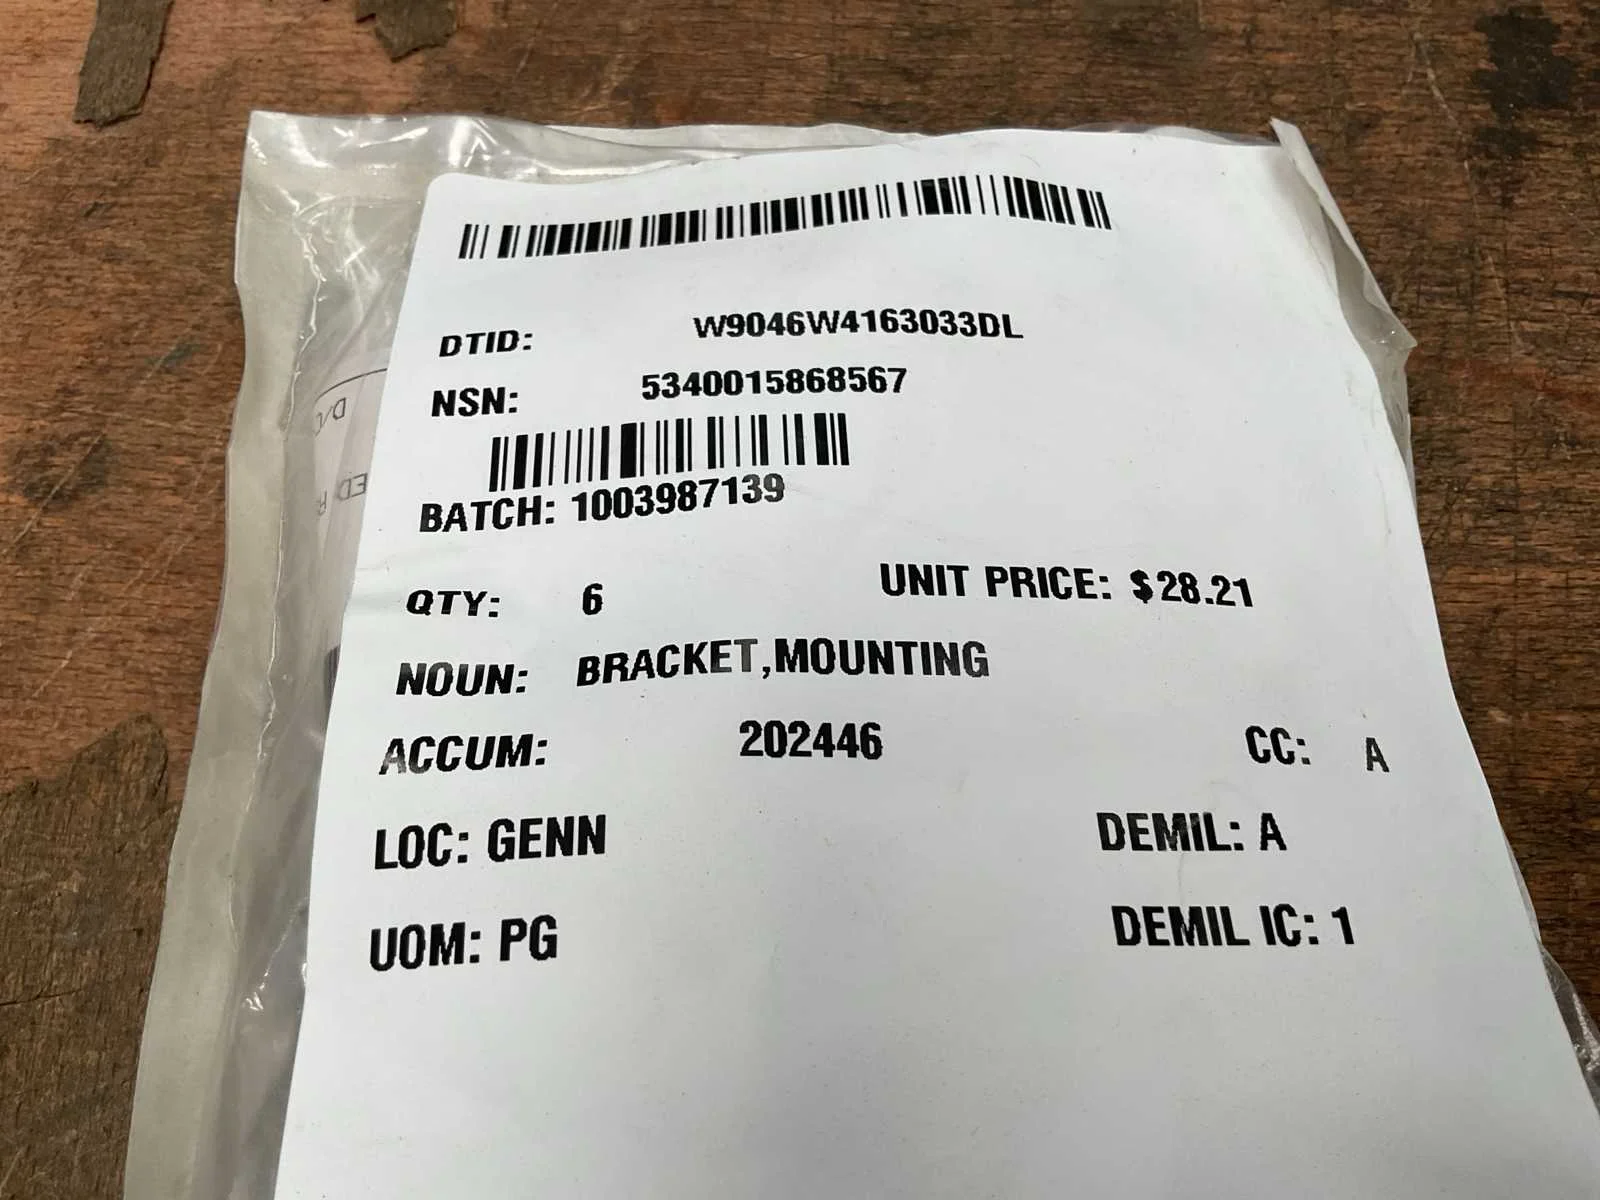 DTID: W9046W4163033DL
NSN: 5340015868567
BATCH: 1003987139
QTY: 6 UNIT PRICE: $28.21
NOUN: BRACKET,MOUNTING
ACCUM: 202446 CC: A
LOC: GENN DEMIL: A
UOM: PG DEMIL IC: 1